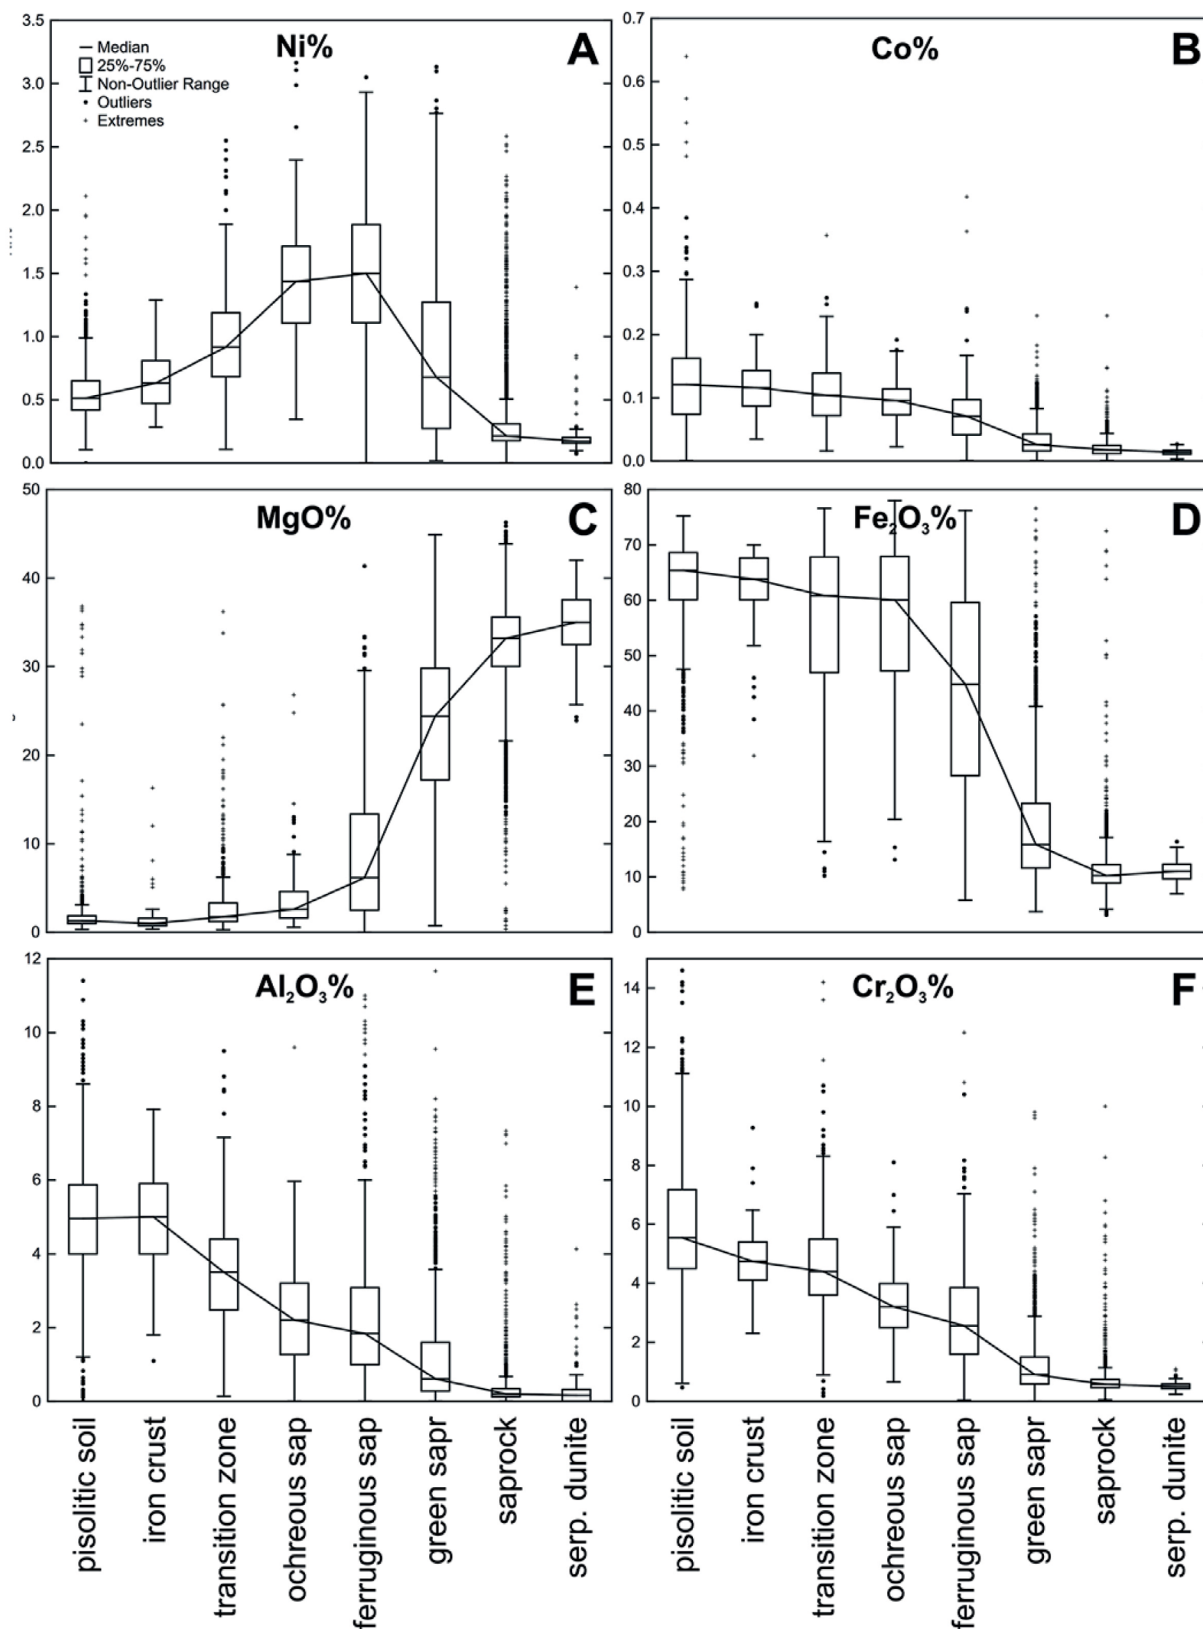 Ni%
A
— Median
25%-75%
Non-Outlier Range
• Outliers
+ Extremes
3.5
3.0
2.5
2.0
1.5
1.0
0.5
0.0
Co%
B
0.7
0.6
0.5
0.4
0.3
0.2
0.1
0.0
MgO%
C
50
40
30
20
10
0
Fe₂O₃%
D
80
70
60
50
40
30
20
10
0
Al₂O₃%
E
12
10
8
6
4
2
0
Cr₂O₃%
F
14
12
10
8
6
4
2
0
pisolitic soil
iron crust
transition zone
ochreous sap
ferruginous sap
green sapr
saprock
serp. dunite
pisolitic soil
iron crust
transition zone
ochreous sap
ferruginous sap
green sapr
saprock
serp. dunite